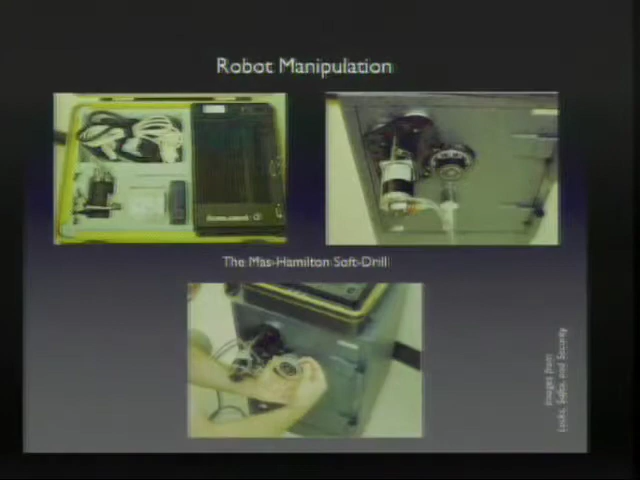 Robot Manipulation
The Mas-Hamilton Soft-Drill
Images from
Locks, Safes and Security